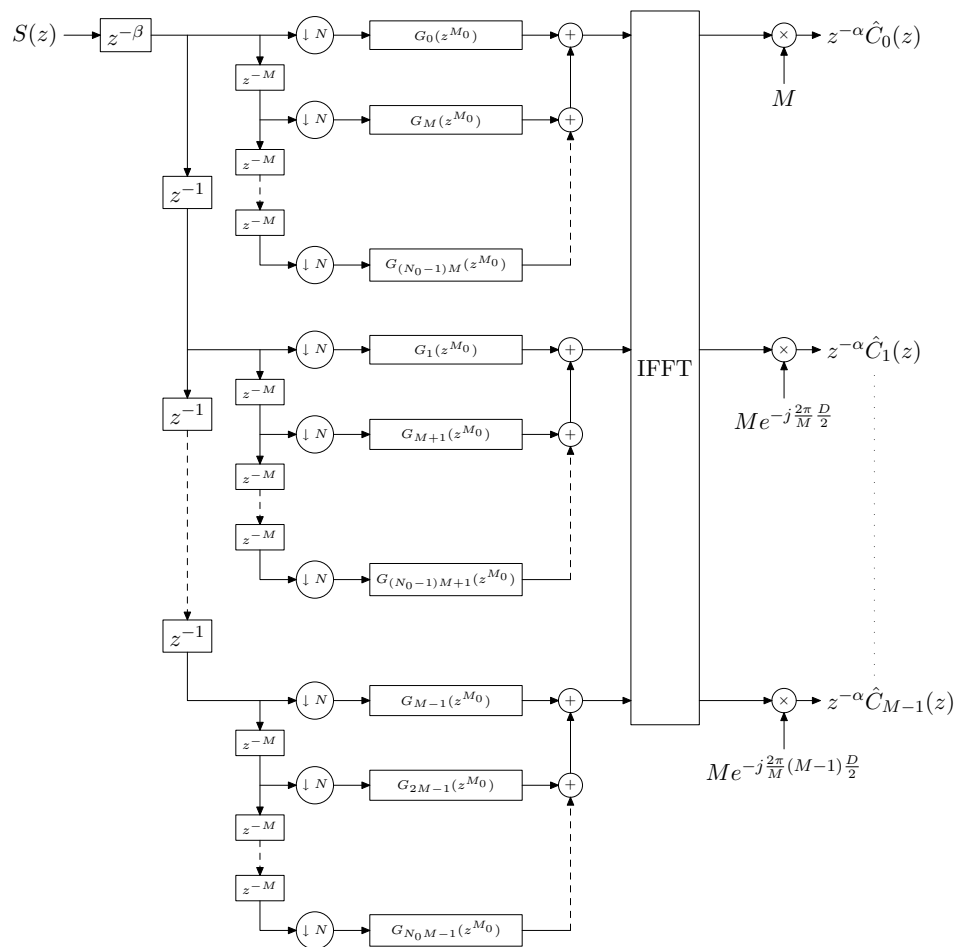 S(z) z^{-β} ↓ N G_0(z^{M_0}) + × z^{-α}Ĉ_0(z)
z^{-M}
M
↓ N G_M(z^{M_0}) +
z^{-M}
z^{-1}
z^{-M}
↓ N G_{(N_0-1)M}(z^{M_0})
↓ N G_1(z^{M_0}) + × z^{-α}Ĉ_1(z)
IFFT
z^{-M}
z^{-1} Me^{-j\frac{2π}{M}\frac{D}{2}}
↓ N G_{M+1}(z^{M_0}) +
z^{-M}
z^{-M}
↓ N G_{(N_0-1)M+1}(z^{M_0})
z^{-1}
↓ N G_{M-1}(z^{M_0}) + × z^{-α}Ĉ_{M-1}(z)
z^{-M}
Me^{-j\frac{2π}{M}(M-1)\frac{D}{2}}
↓ N G_{2M-1}(z^{M_0}) +
z^{-M}
z^{-M}
↓ N G_{N_0M-1}(z^{M_0})